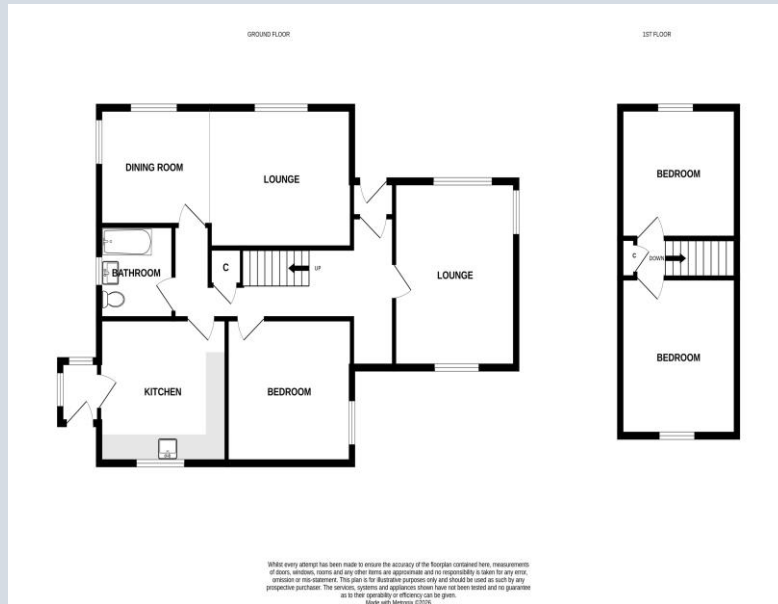 GROUND FLOOR
1ST FLOOR
DINING ROOM
LOUNGE
BEDROOM
BATHROOM
C
UP
LOUNGE
C
DOWN
KITCHEN
BEDROOM
BEDROOM
Whilst every attempt has been made to ensure the accuracy of the floorplan contained here, measurements
of doors, windows, rooms and any other items are approximate and no responsibility is taken for any error,
omission or mis-statement. This plan is for illustrative purposes only and should be used as such by any
prospective purchaser. The services, systems and appliances shown have not been tested and no guarantee
as to their operability or efficiency can be given.
Made with Metropix ©2026